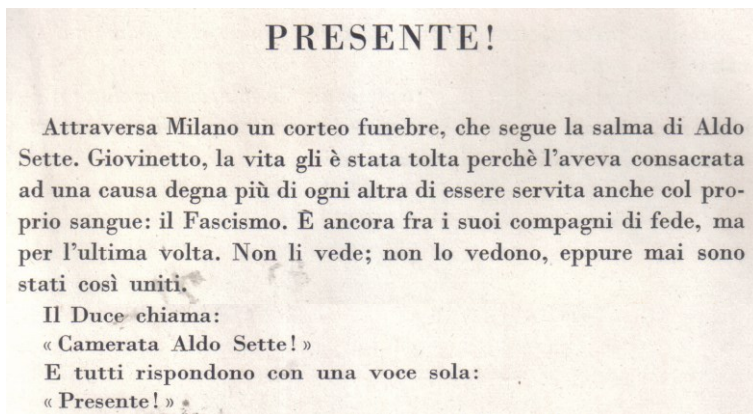 PRESENTE!
Attraversa Milano un corteo funebre, che segue la salma di Aldo
Sette. Giovinetto, la vita gli è stata tolta perchè l'aveva consacrata
ad una causa degna più di ogni altra di essere servita anche col pro-
prio sangue: il Fascismo. È ancora fra i suoi compagni di fede, ma
per l'ultima volta. Non li vede; non lo vedono, eppure mai sono
stati così uniti.
Il Duce chiama:
« Camerata Aldo Sette! »
E tutti rispondono con una voce sola:
« Presente! »